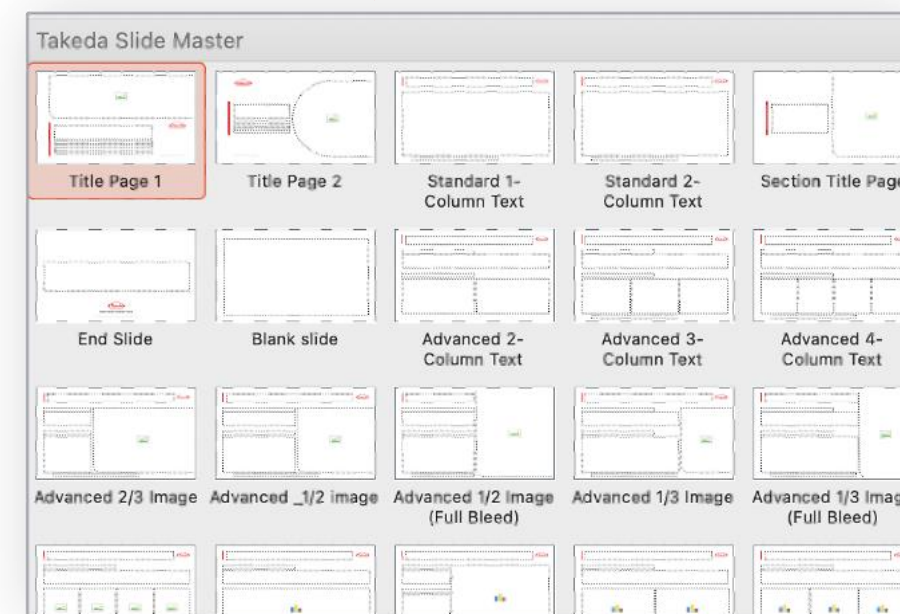 Takeda Slide Master
Title Page 1
Title Page 2
Standard 1-
Column Text
Standard 2-
Column Text
Section Title Page
End Slide
Blank slide
Advanced 2-
Column Text
Advanced 3-
Column Text
Advanced 4-
Column Text
Advanced 2/3 Image
Advanced _1/2 image
Advanced 1/2 Image
(Full Bleed)
Advanced 1/3 Image
Advanced 1/3 Imag
(Full Bleed)